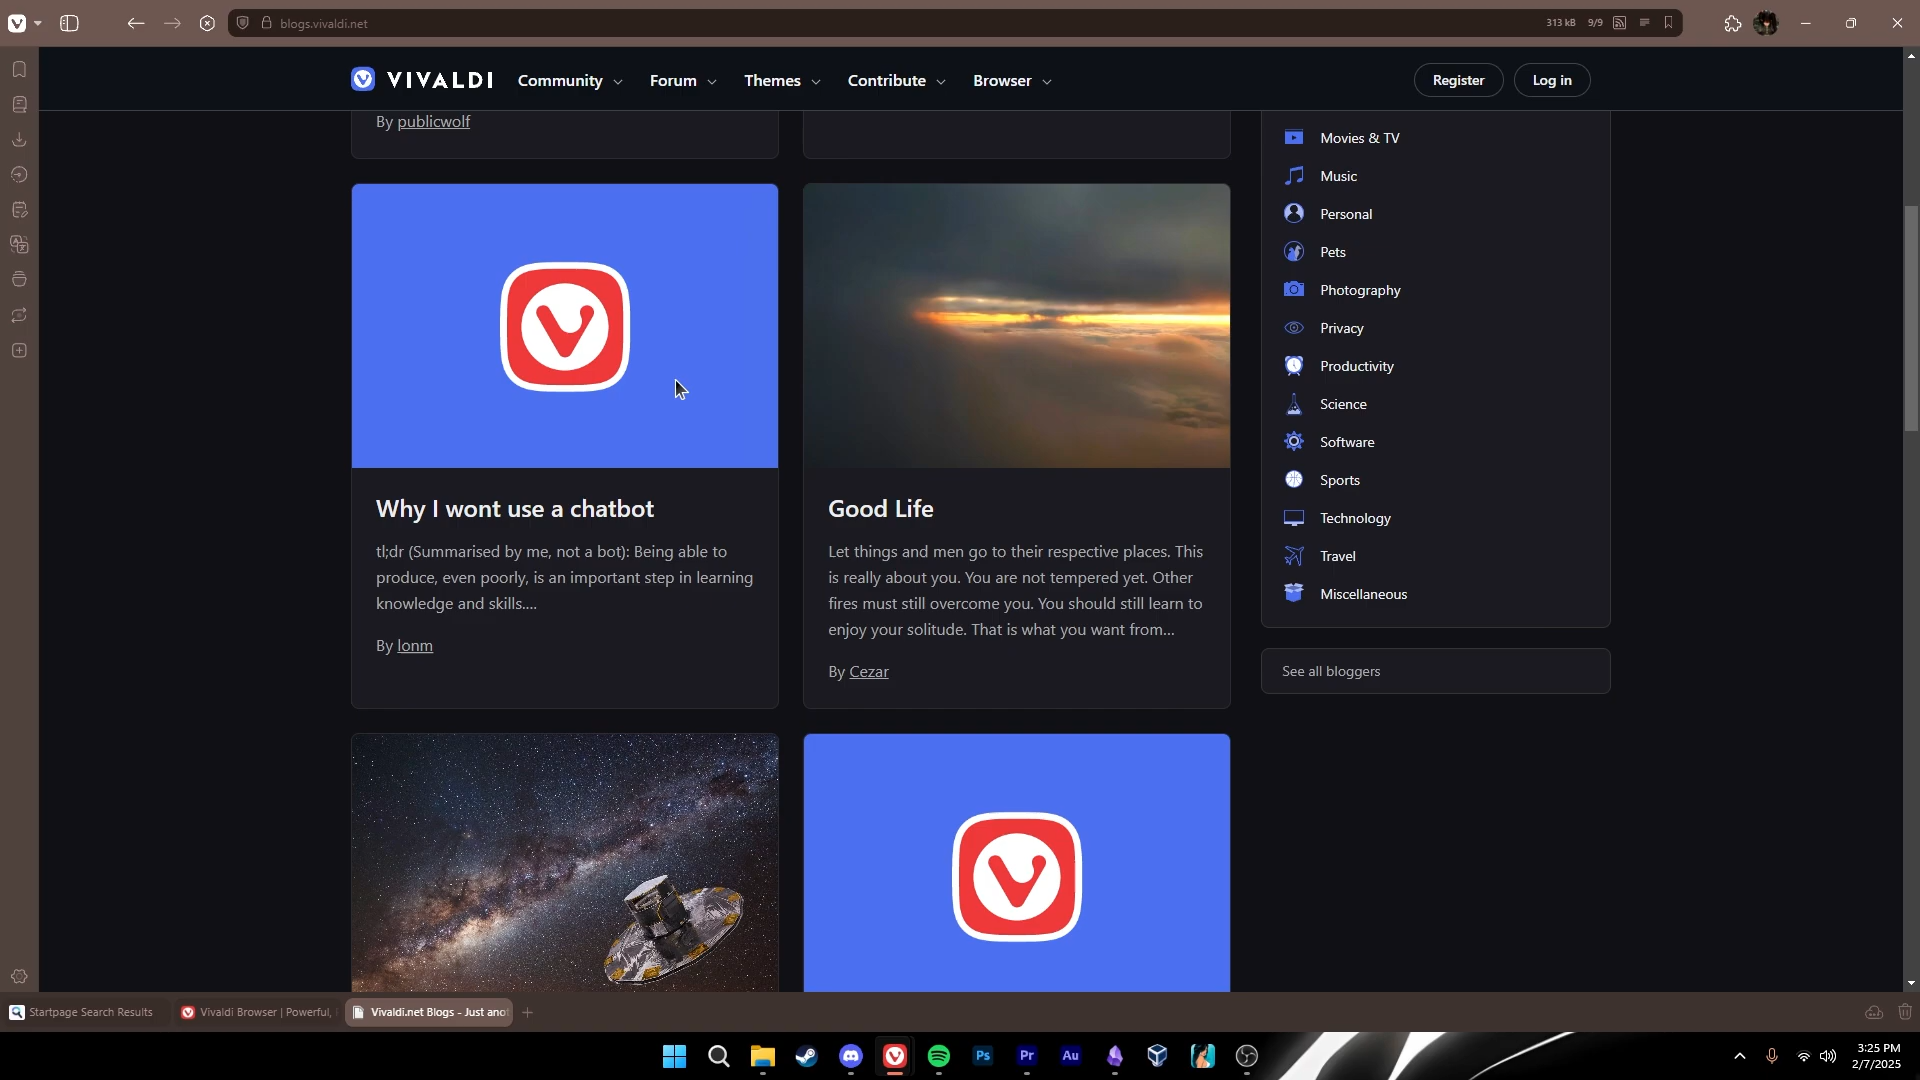 blogs.vivaldi.net
313 kB 9/9
VIVALDI
Community
Forum
Themes
Contribute
Browser
Register
Log in
By publicwolf
Why I wont use a chatbot
tl;dr (Summarised by me, not a bot): Being able to
produce, even poorly, is an important step in learning
knowledge and skills....
By lonm
Good Life
Let things and men go to their respective places. This
is really about you. You are not tempered yet. Other
fires must still overcome you. You should still learn to
enjoy your solitude. That is what you want from...
By Cezar
Movies & TV
Music
Personal
Pets
Photography
Privacy
Productivity
Science
Software
Sports
Technology
Travel
Miscellaneous
See all bloggers
Startpage Search Results
Vivaldi Browser | Powerful,
Vivaldi.net Blogs - Just anot
Ps
Pr
Au
3:25 PM
2/7/2025